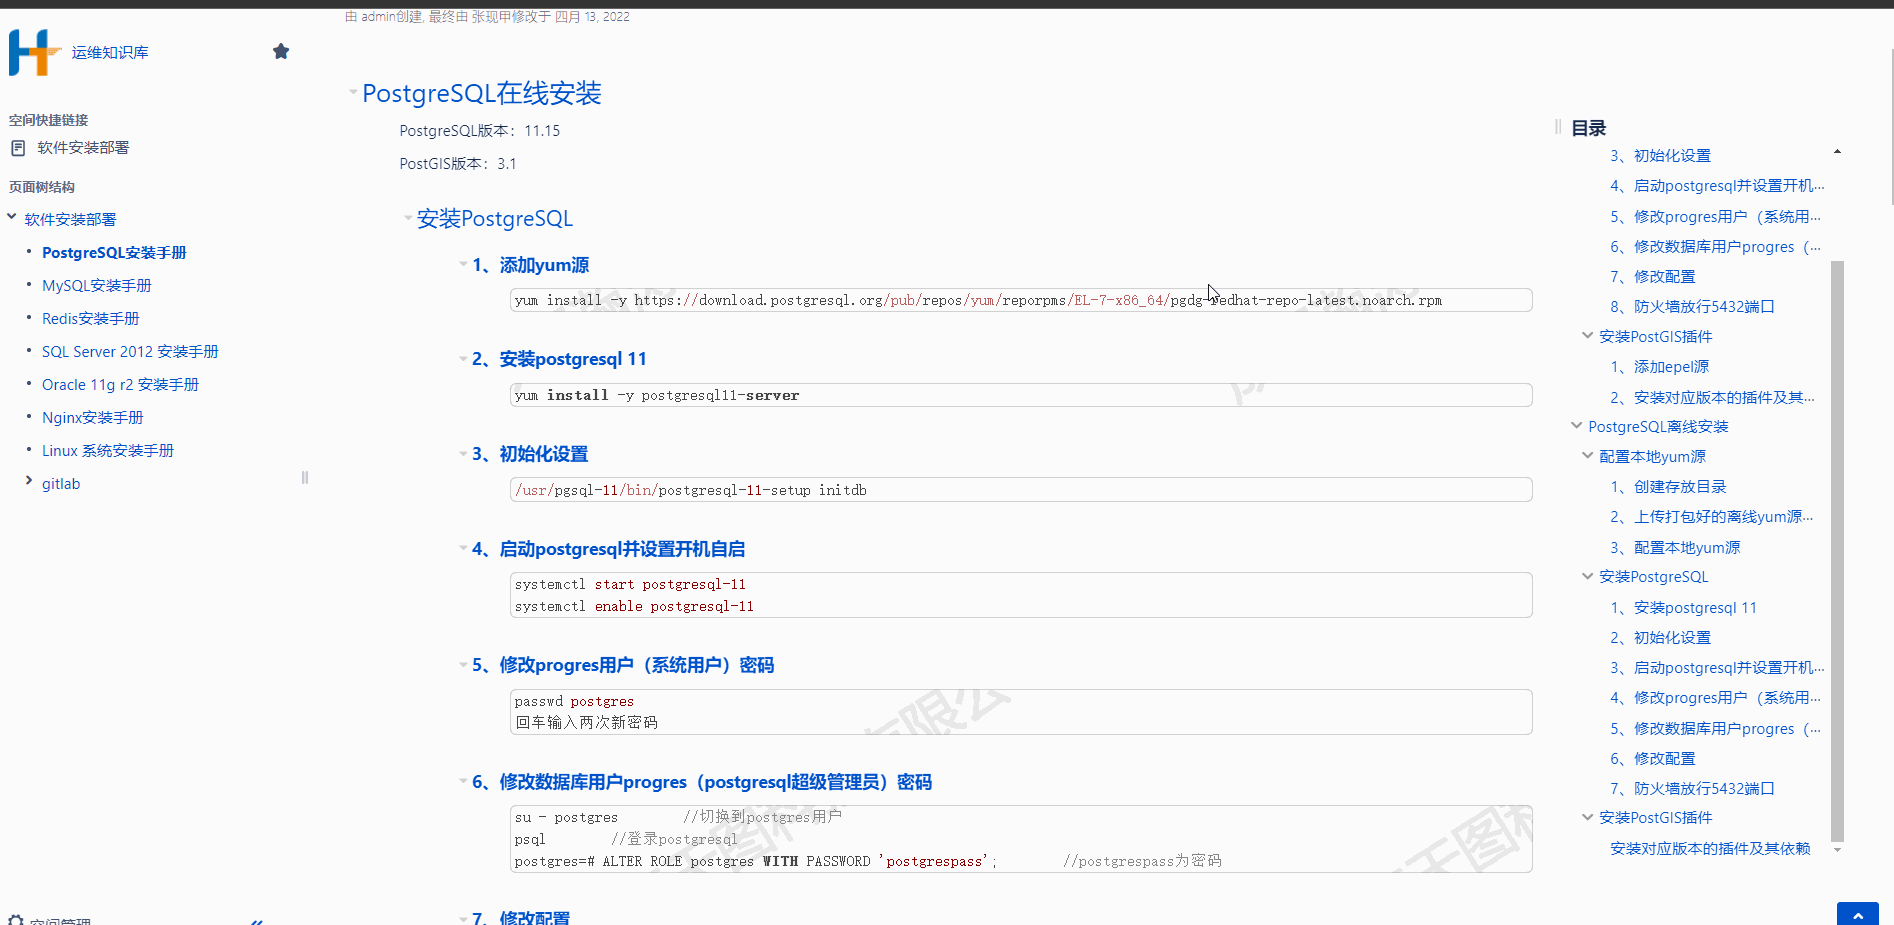 由 admin创建, 最终由 张现甲修改于 四月 13, 2022
运维知识库
空间快捷链接
软件安装部署
页面树结构
软件安装部署
• PostgreSQL安装手册
• MySQL安装手册
• Redis安装手册
• SQL Server 2012 安装手册
• Oracle 11g r2 安装手册
• Nginx安装手册
• Linux 系统安装手册
gitlab
空间管理
PostgreSQL在线安装
PostgreSQL版本：11.15
PostGIS版本：3.1
安装PostgreSQL
1、添加yum源
yum install -y https://download.postgresql.org/pub/repos/yum/reporpms/EL-7-x86_64/pgdg-redhat-repo-latest.noarch.rpm
2、安装postgresql 11
yum install -y postgresql11-server
3、初始化设置
/usr/pgsql-11/bin/postgresql-11-setup initdb
4、启动postgresql并设置开机自启
systemctl start postgresql-11
systemctl enable postgresql-11
5、修改progres用户（系统用户）密码
passwd postgres
回车输入两次新密码
6、修改数据库用户progres（postgresql超级管理员）密码
su - postgres //切换到postgres用户
psql //登录postgresql
postgres=# ALTER ROLE postgres WITH PASSWORD 'postgrespass'; //postgrespass为密码
7、修改配置
目录
3、初始化设置
4、启动postgresql并设置开机...
5、修改progres用户（系统用...
6、修改数据库用户progres（...
7、修改配置
8、防火墙放行5432端口
安装PostGIS插件
1、添加epel源
2、安装对应版本的插件及其...
PostgreSQL离线安装
配置本地yum源
1、创建存放目录
2、上传打包好的离线yum源...
3、配置本地yum源
安装PostgreSQL
1、安装postgresql 11
2、初始化设置
3、启动postgresql并设置开机...
4、修改progres用户（系统用...
5、修改数据库用户progres（...
6、修改配置
7、防火墙放行5432端口
安装PostGIS插件
安装对应版本的插件及其依赖